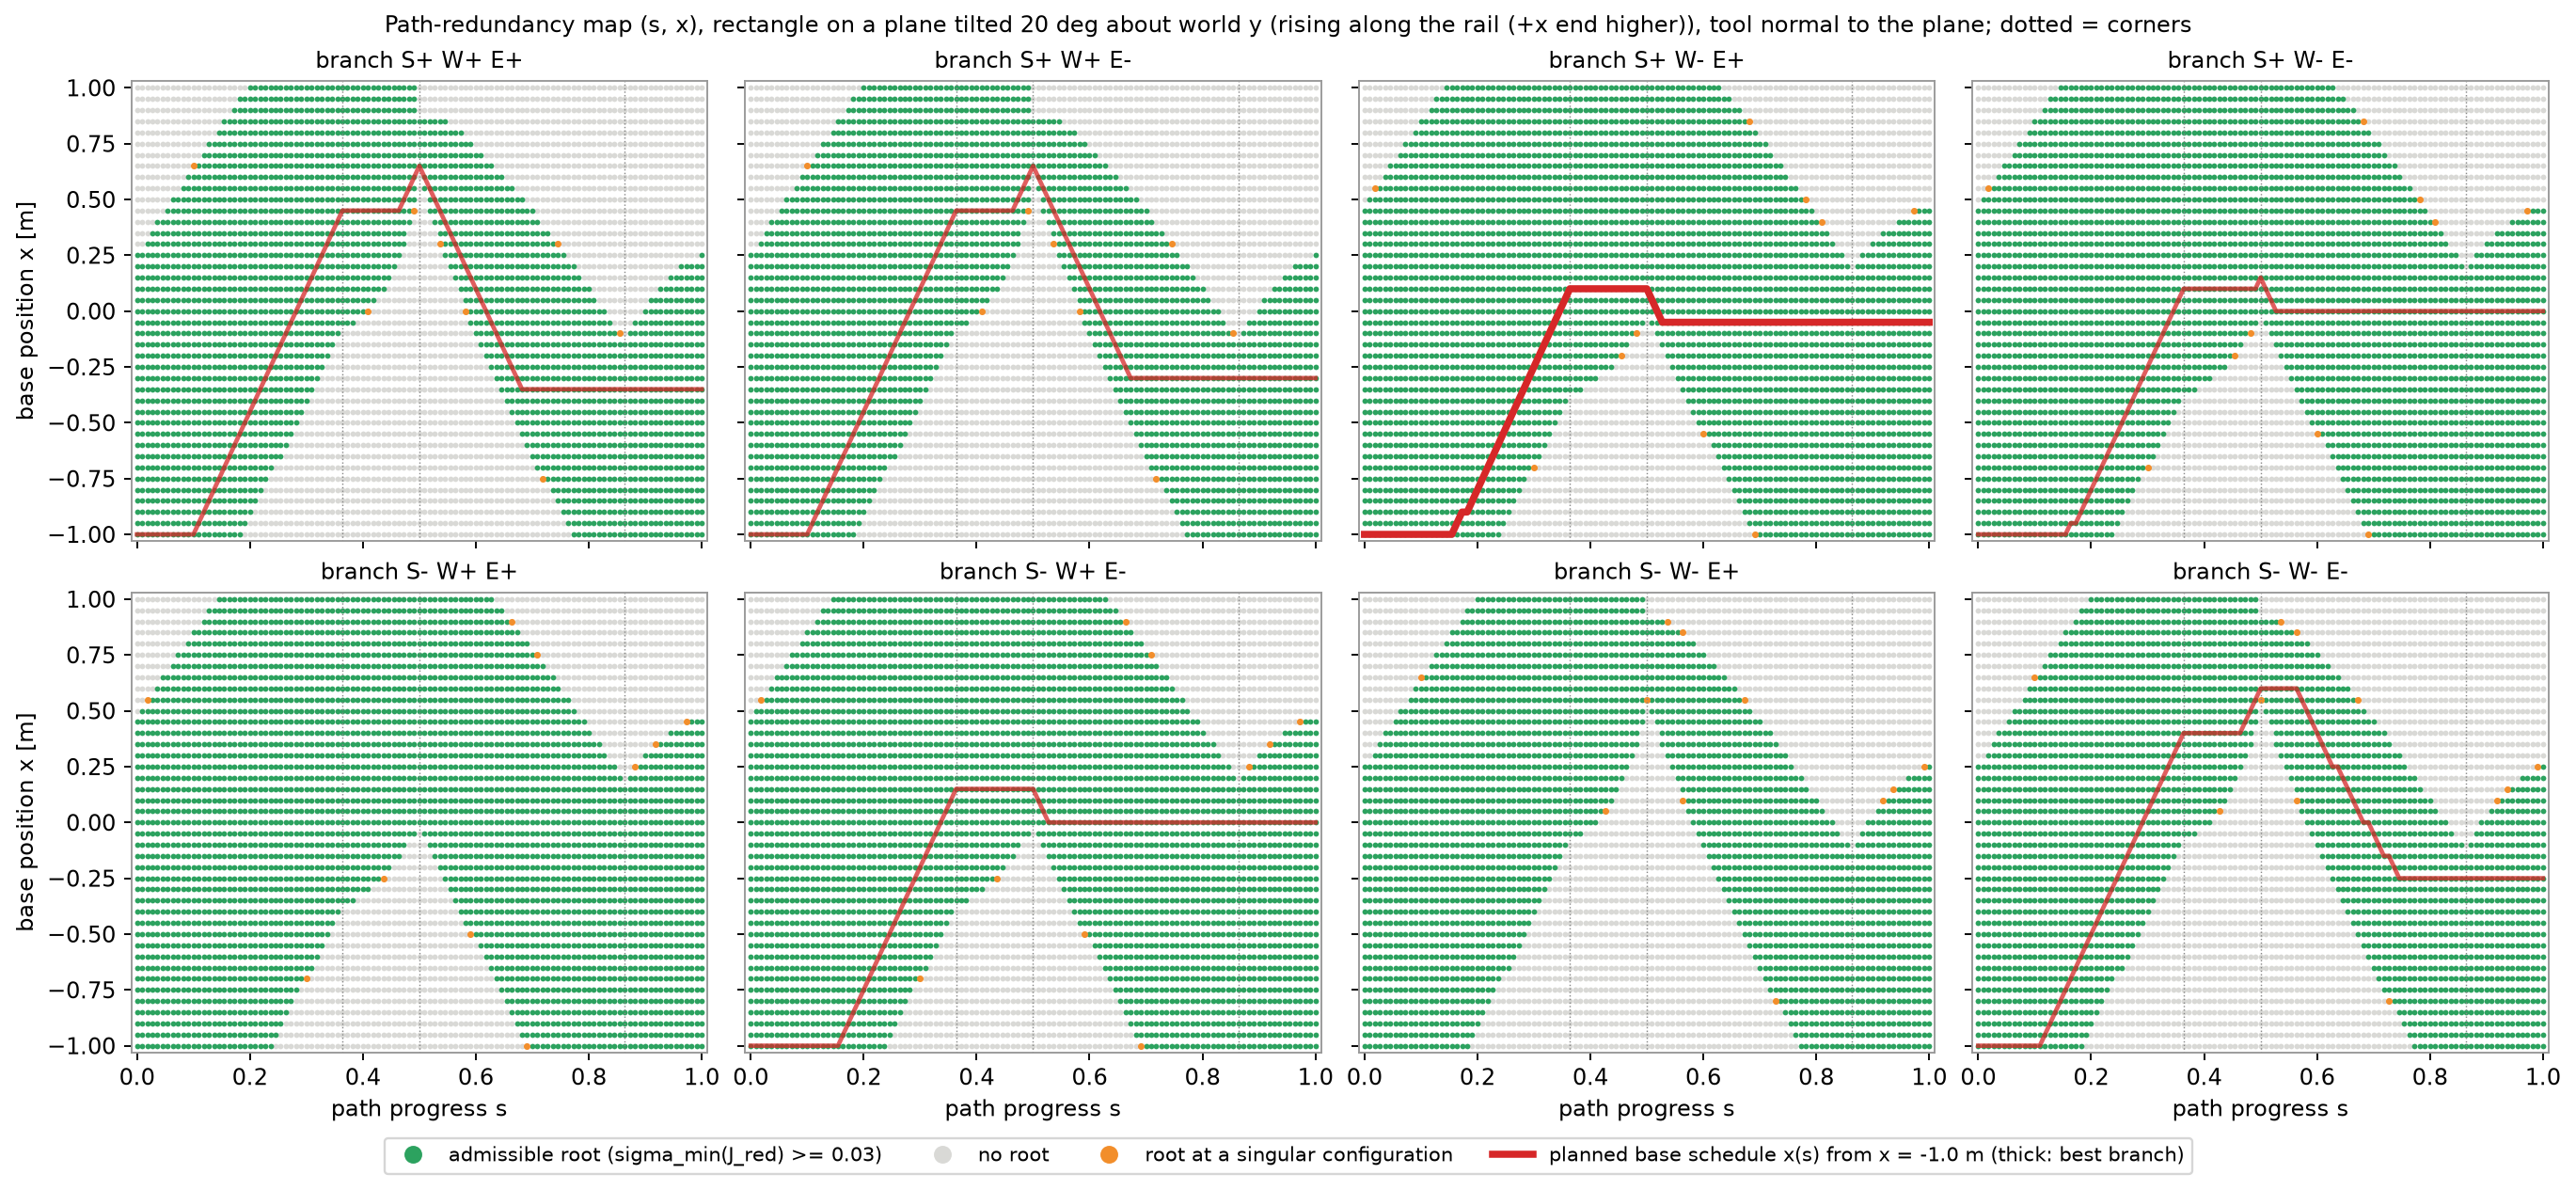 Path-redundancy map (s, x), rectangle on a plane tilted 20 deg about world y (rising along the rail (+x end higher)), tool normal to the plane; dotted = corners
branch S+ W+ E+
branch S+ W+ E-
branch S+ W- E+
branch S+ W- E-
base position x [m]
1.00
0.75
0.50
0.25
0.00
−0.25
−0.50
−0.75
−1.00
branch S- W+ E+
branch S- W+ E-
branch S- W- E+
branch S- W- E-
base position x [m]
1.00
0.75
0.50
0.25
0.00
−0.25
−0.50
−0.75
−1.00
0.0 0.2 0.4 0.6 0.8 1.0
0.0 0.2 0.4 0.6 0.8 1.0
0.0 0.2 0.4 0.6 0.8 1.0
0.0 0.2 0.4 0.6 0.8 1.0
path progress s
path progress s
path progress s
path progress s
admissible root (sigma_min(J_red) >= 0.03)
no root
root at a singular configuration
planned base schedule x(s) from x = -1.0 m (thick: best branch)